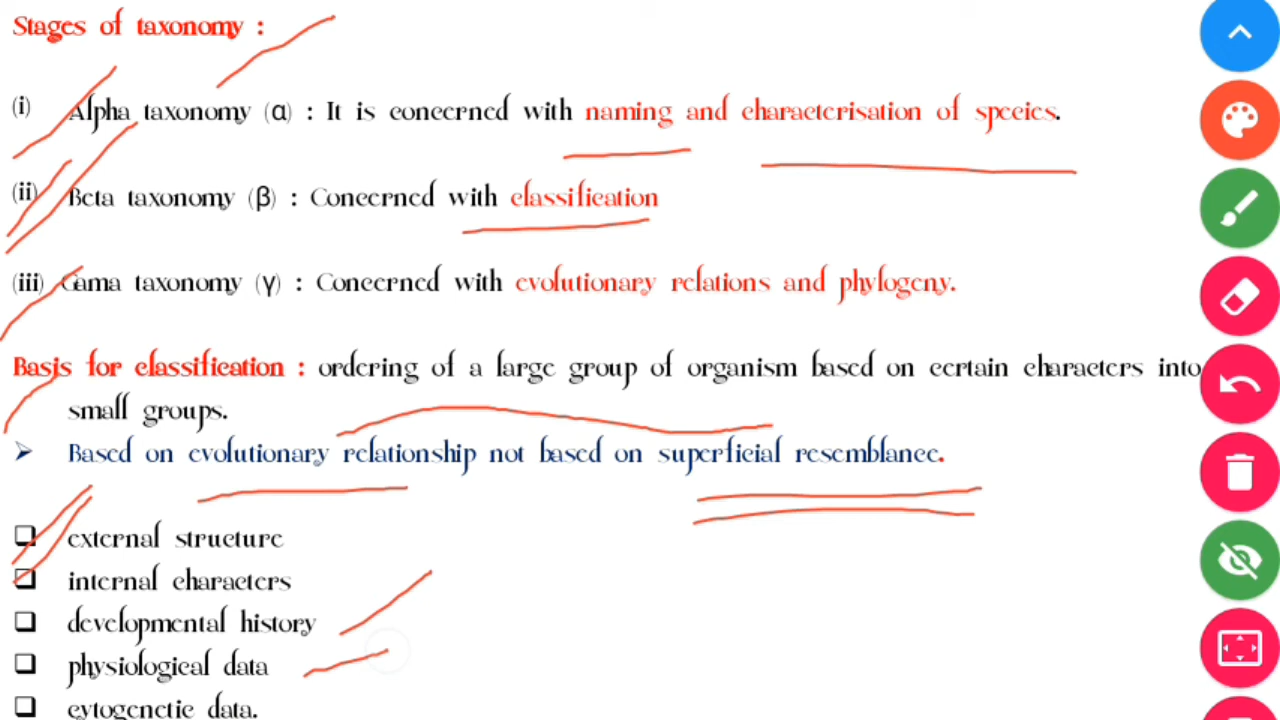 Stages of taxonomy :
(i) Alpha taxonomy (α) : It is concerned with naming and characterisation of species.
(ii) Beta taxonomy (β) : Concerned with classification
(iii) Gama taxonomy (γ) : Concerned with evolutionary relations and phylogeny.
Basis for classification : ordering of a large group of organism based on certain characters into
small groups.
➢ Based on evolutionary relationship not based on superficial resemblance.
❑ external structure
❑ internal characters
❑ developmental history
❑ physiological data
❑ cytogenetic data.